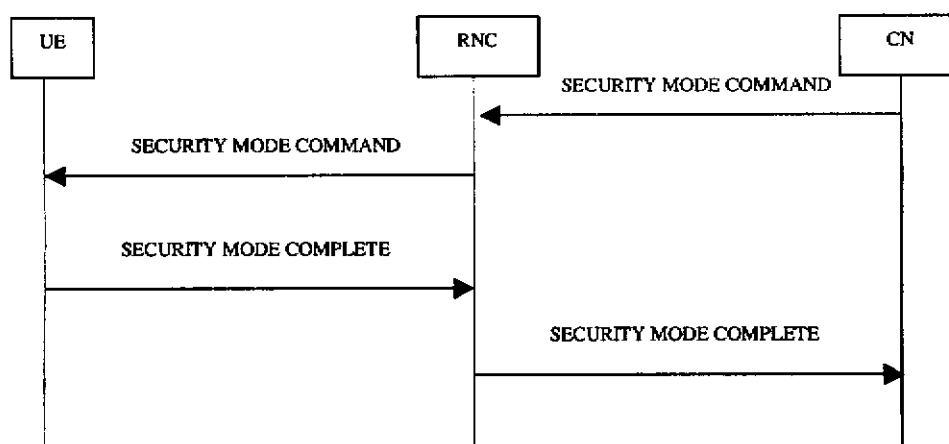 UE
RNC
CN
SECURITY MODE COMMAND
SECURITY MODE COMMAND
SECURITY MODE COMPLETE
SECURITY MODE COMPLETE